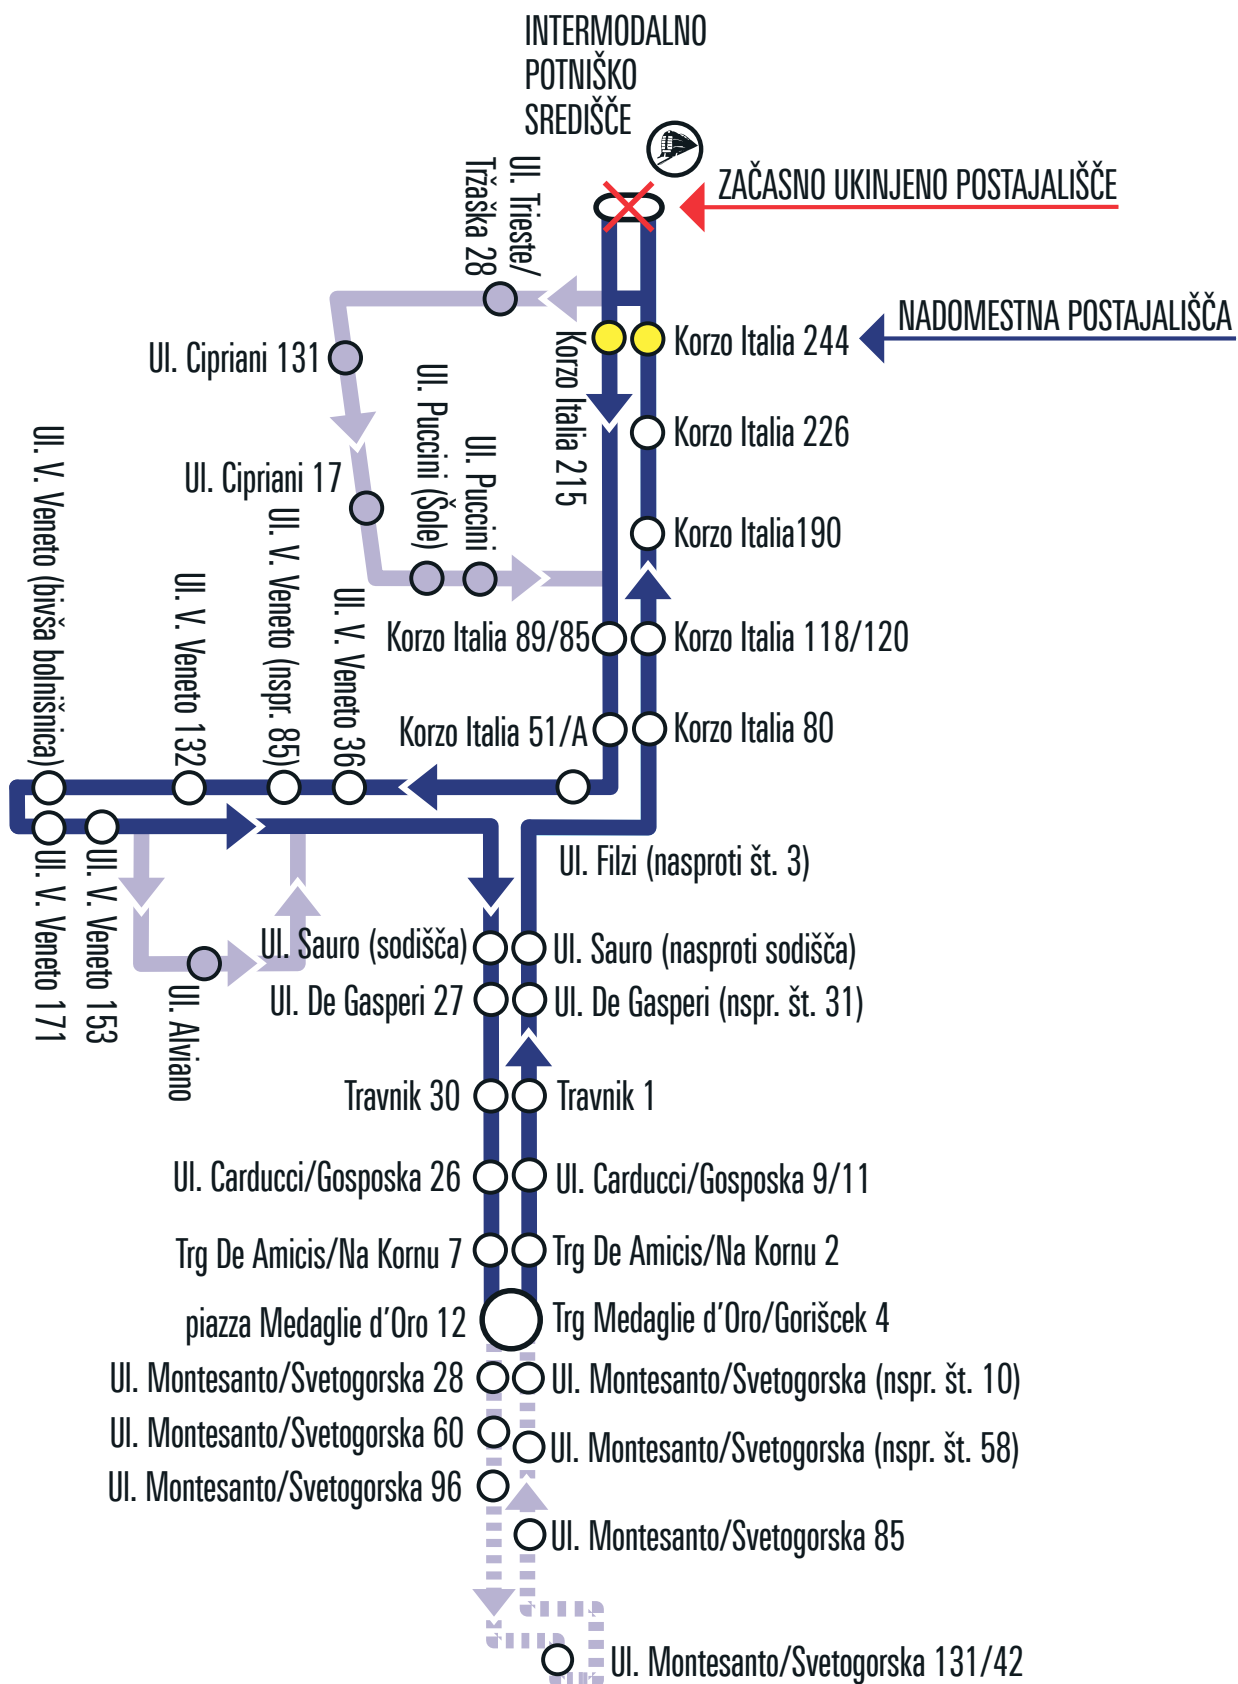 INTERMODALNO
POTNIŠKO
SREDIŠČE
ZAČASNO UKINJENO POSTAJALIŠČE
Ul. Trieste/
Tržaška 28
NADOMESTNA POSTAJALIŠČA
Korzo Italia 244
Korzo Italia 215
Ul. Cipriani 131
Korzo Italia 226
Ul. Cipriani 17
Ul. Puccini (Šole)
Ul. Puccini
Korzo Italia190
Ul. V. Veneto (bivša bolnišnica)
Ul. V. Veneto 132
Ul. V. Veneto (nspr. 85)
Ul. V. Veneto 36
Korzo Italia 89/85
Korzo Italia 118/120
Korzo Italia 51/A
Korzo Italia 80
Ul. V. Veneto 171
Ul. V. Veneto 153
Ul. Alviano
Ul. Filzi (nasproti št. 3)
Ul. Sauro (sodišča)
Ul. Sauro (nasproti sodišča)
Ul. De Gasperi 27
Ul. De Gasperi (nspr. št. 31)
Travnik 30
Travnik 1
Ul. Carducci/Gosposka 26
Ul. Carducci/Gosposka 9/11
Trg De Amicis/Na Kornu 7
Trg De Amicis/Na Kornu 2
piazza Medaglie d'Oro 12
Trg Medaglie d'Oro/Gorišcek 4
Ul. Montesanto/Svetogorska 28
Ul. Montesanto/Svetogorska (nspr. št. 10)
Ul. Montesanto/Svetogorska 60
Ul. Montesanto/Svetogorska (nspr. št. 58)
Ul. Montesanto/Svetogorska 96
Ul. Montesanto/Svetogorska 85
Ul. Montesanto/Svetogorska 131/42